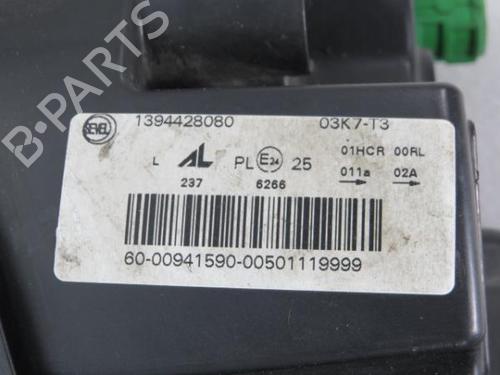 B-PARTS
SEVEL 1394428080 03K7-T3
L AL PL E24 25 01HCR 00RL
237 6266 011a 02A
60-00941590-00501119999